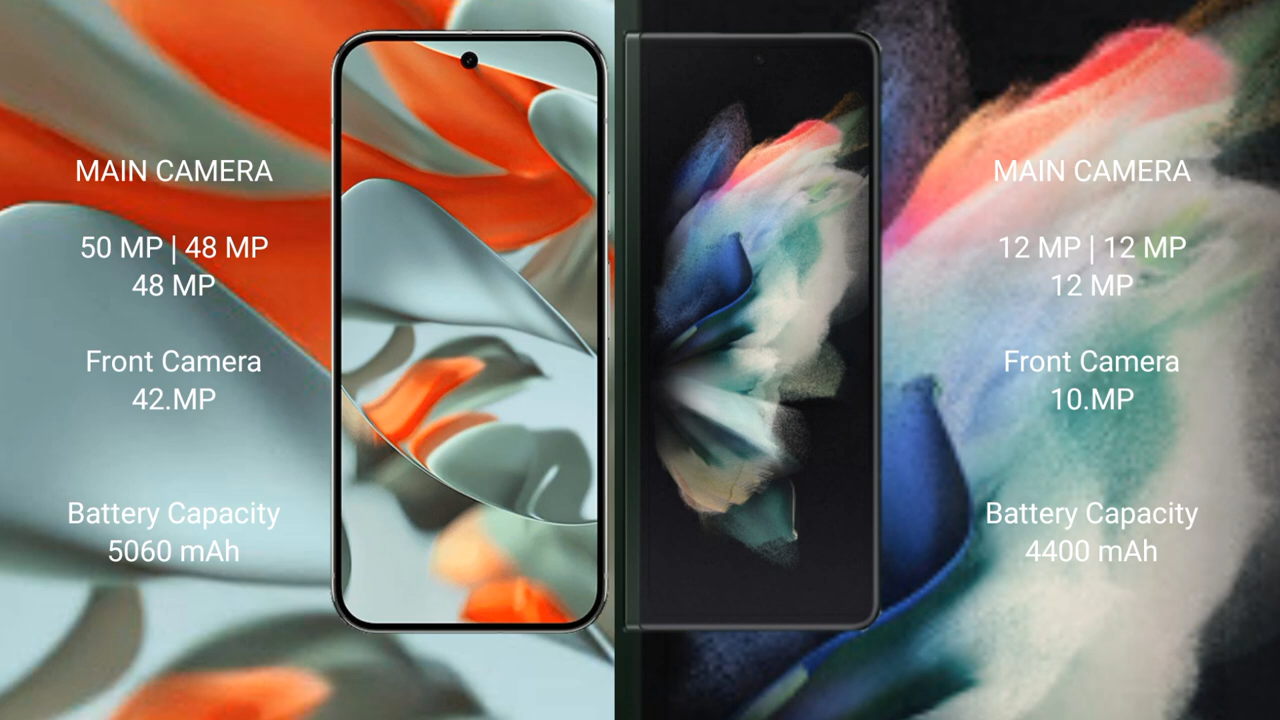 MAIN CAMERA
50 MP | 48 MP
48 MP
Front Camera
42.MP
Battery Capacity
5060 mAh
MAIN CAMERA
12 MP | 12 MP
12 MP
Front Camera
10.MP
Battery Capacity
4400 mAh